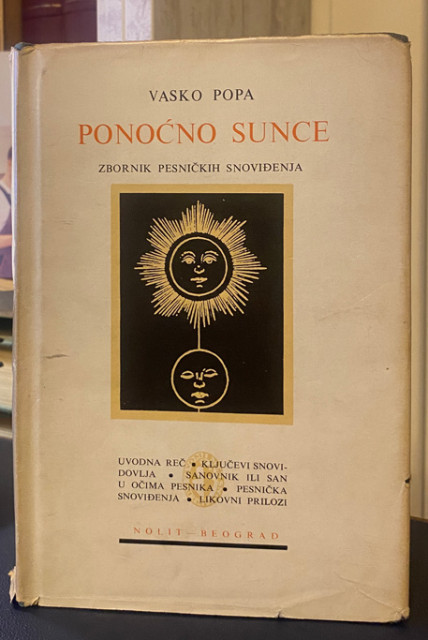 VASKO POPA
PONOĆNO SUNCE
ZBORNIK PESNIČKIH SNOVIĐENJA
UVODNA REČ • KLJUČEVI SNOVI-
DOVLJA • SANOVNIK ILI SAN
U OČIMA PESNIKA • PESNIČKA
SNOVIĐENJA • LIKOVNI PRILOZI
NOLIT—BEOGRAD